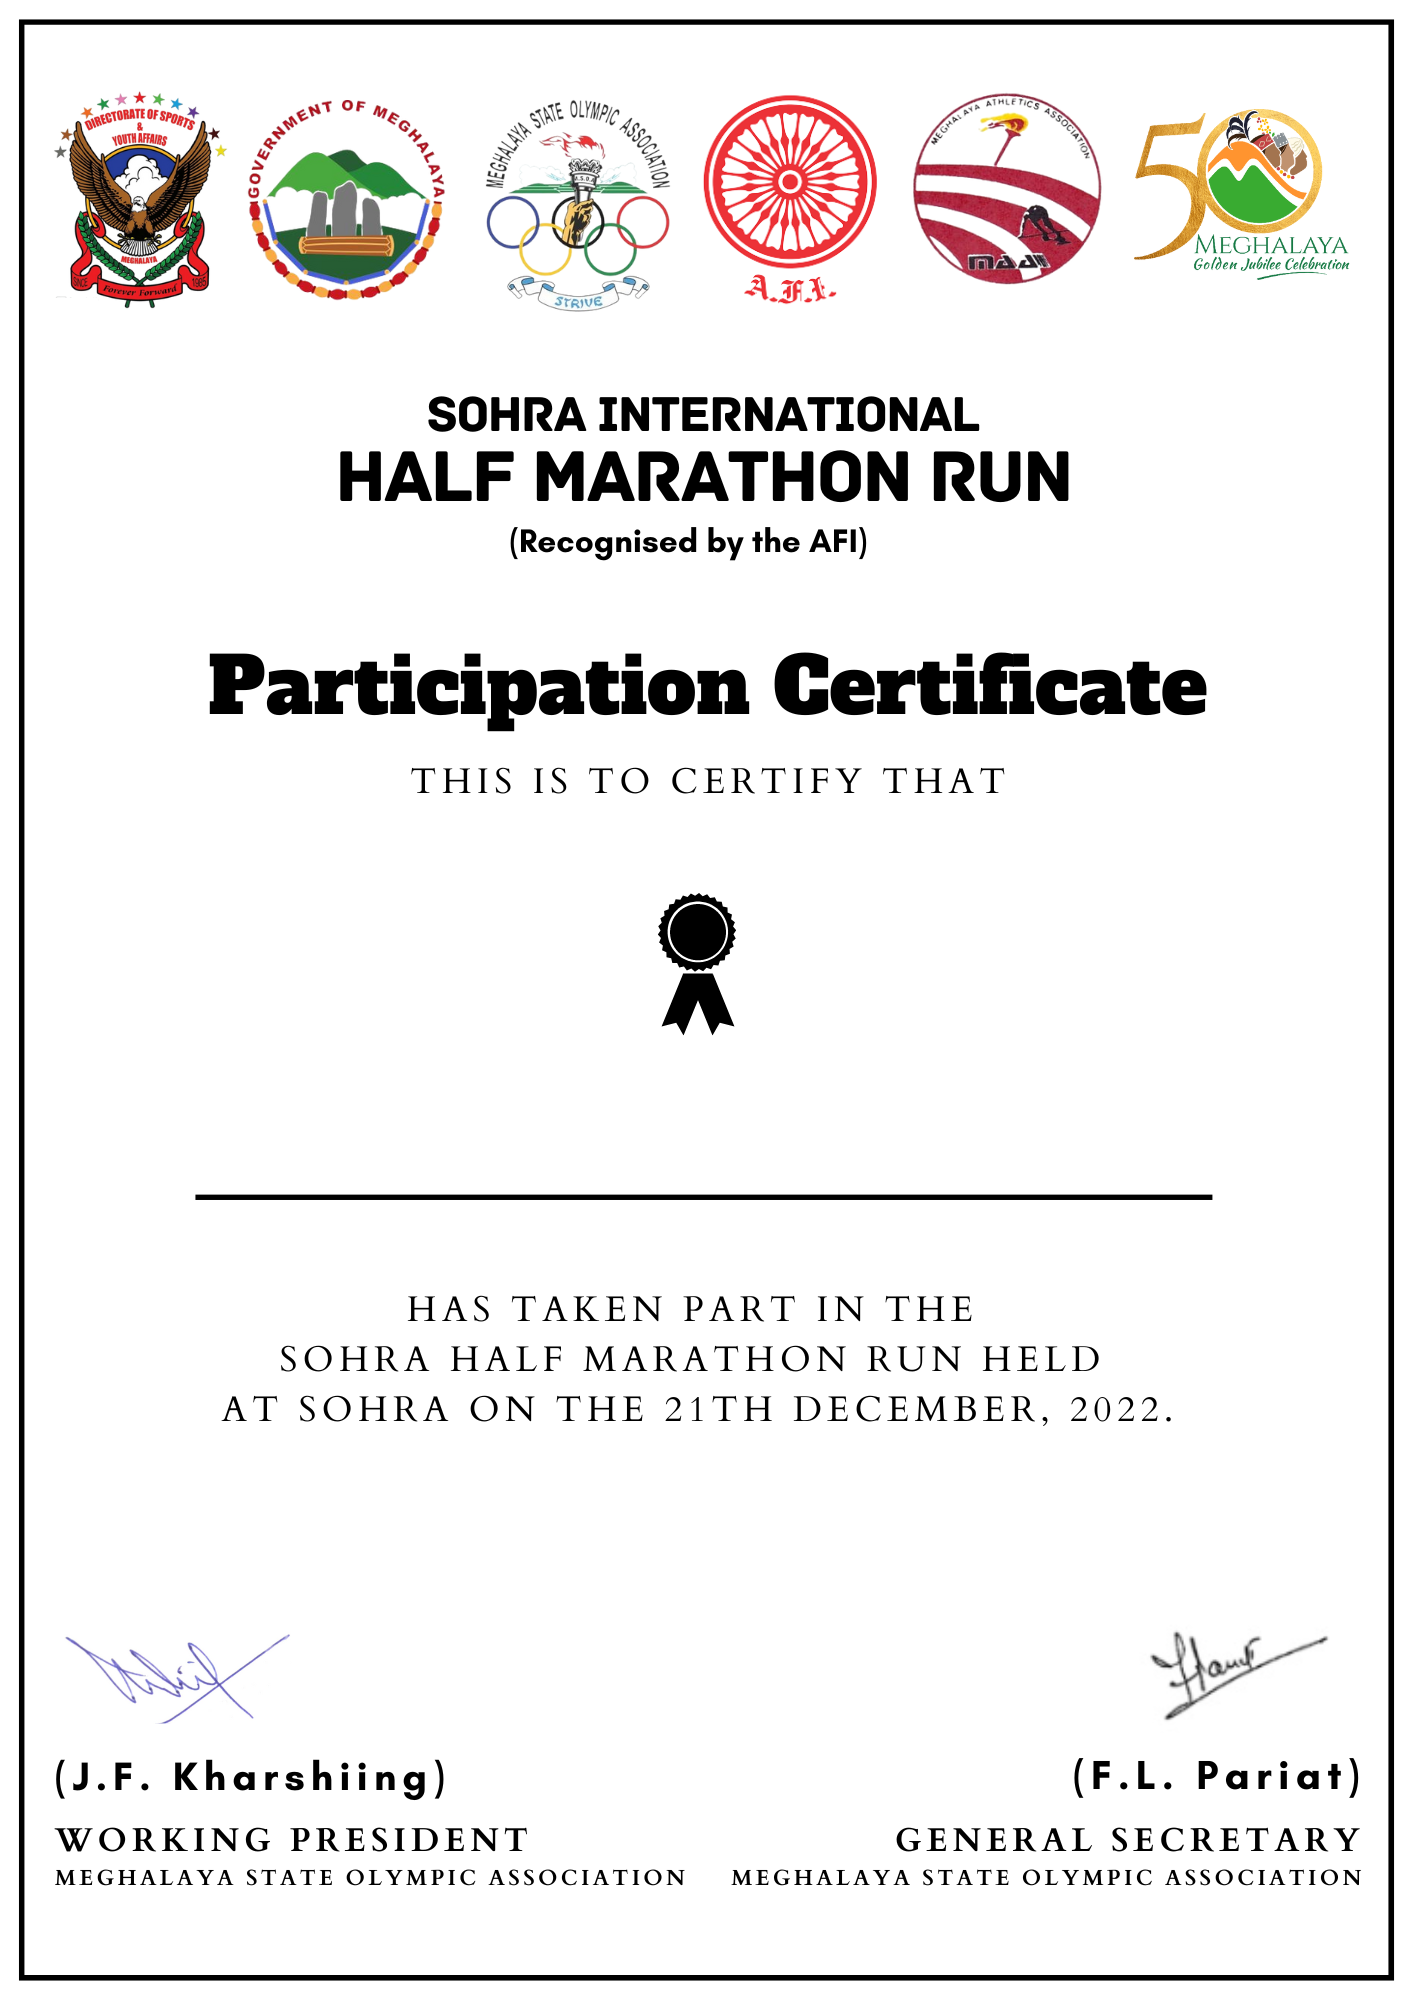 DIRECTORATE OF SPORTS
&
YOUTH AFFAIRS
MEGHALAYA
SINCE
Forever Forward
1985
GOVERNMENT OF MEGHALAYA
MEGHALAYA STATE OLYMPIC ASSOCIATION
STRIVE
A.F.I.
MEGHALAYA ATHLETICS ASSOCIATION
50
MEGHALAYA
Golden Jubilee Celebration
SOHRA INTERNATIONAL
HALF MARATHON RUN
(Recognised by the AFI)
Participation Certificate
THIS IS TO CERTIFY THAT
HAS TAKEN PART IN THE
SOHRA HALF MARATHON RUN HELD
AT SOHRA ON THE 21TH DECEMBER, 2022.
(J.F. Kharshiing)
WORKING PRESIDENT
MEGHALAYA STATE OLYMPIC ASSOCIATION
(F.L. Pariat)
GENERAL SECRETARY
MEGHALAYA STATE OLYMPIC ASSOCIATION